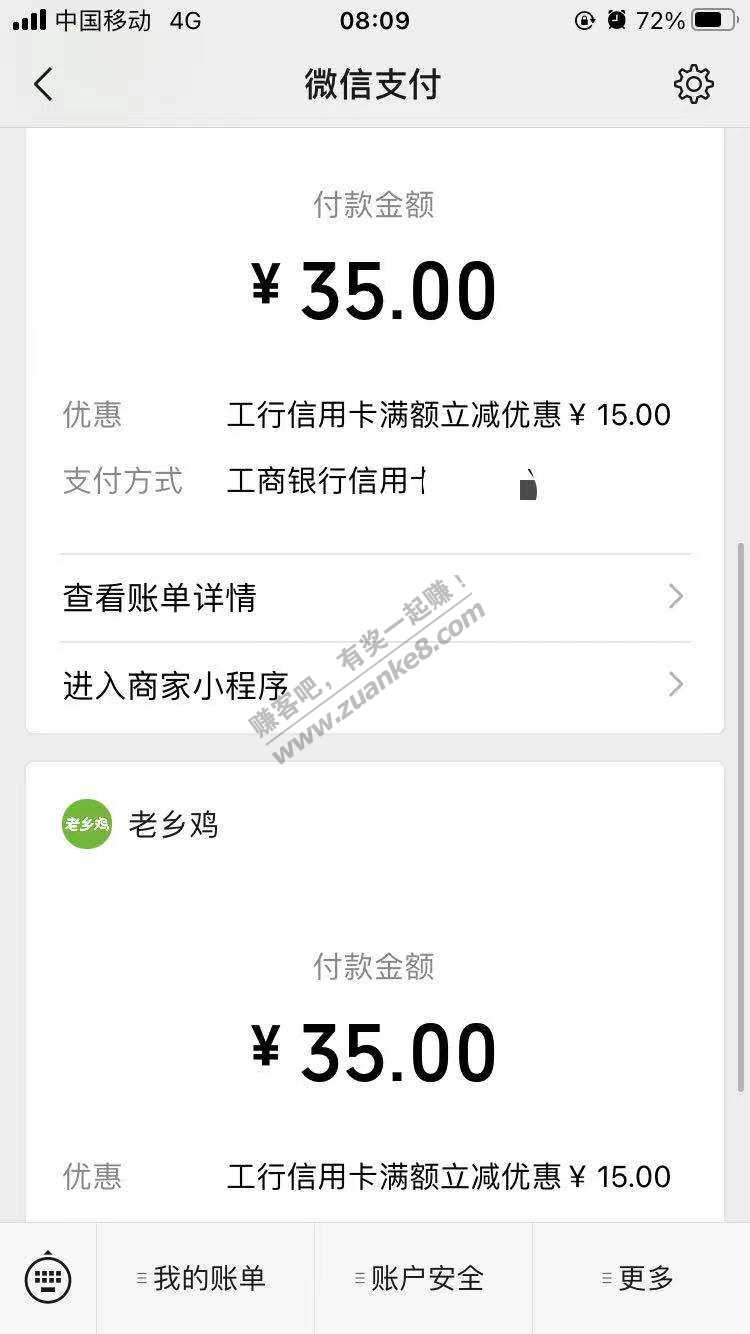 中国移动 4G 08:09 72%
微信支付
付款金额
¥ 35.00
优惠 工行信用卡满额立减优惠¥ 15.00
支付方式 工商银行信用
查看账单详情
进入商家小程序
赚客吧，有奖一起赚！
www.zuanke8.com
老乡鸡 老乡鸡
付款金额
¥ 35.00
优惠 工行信用卡满额立减优惠¥ 15.00
我的账单 账户安全 更多